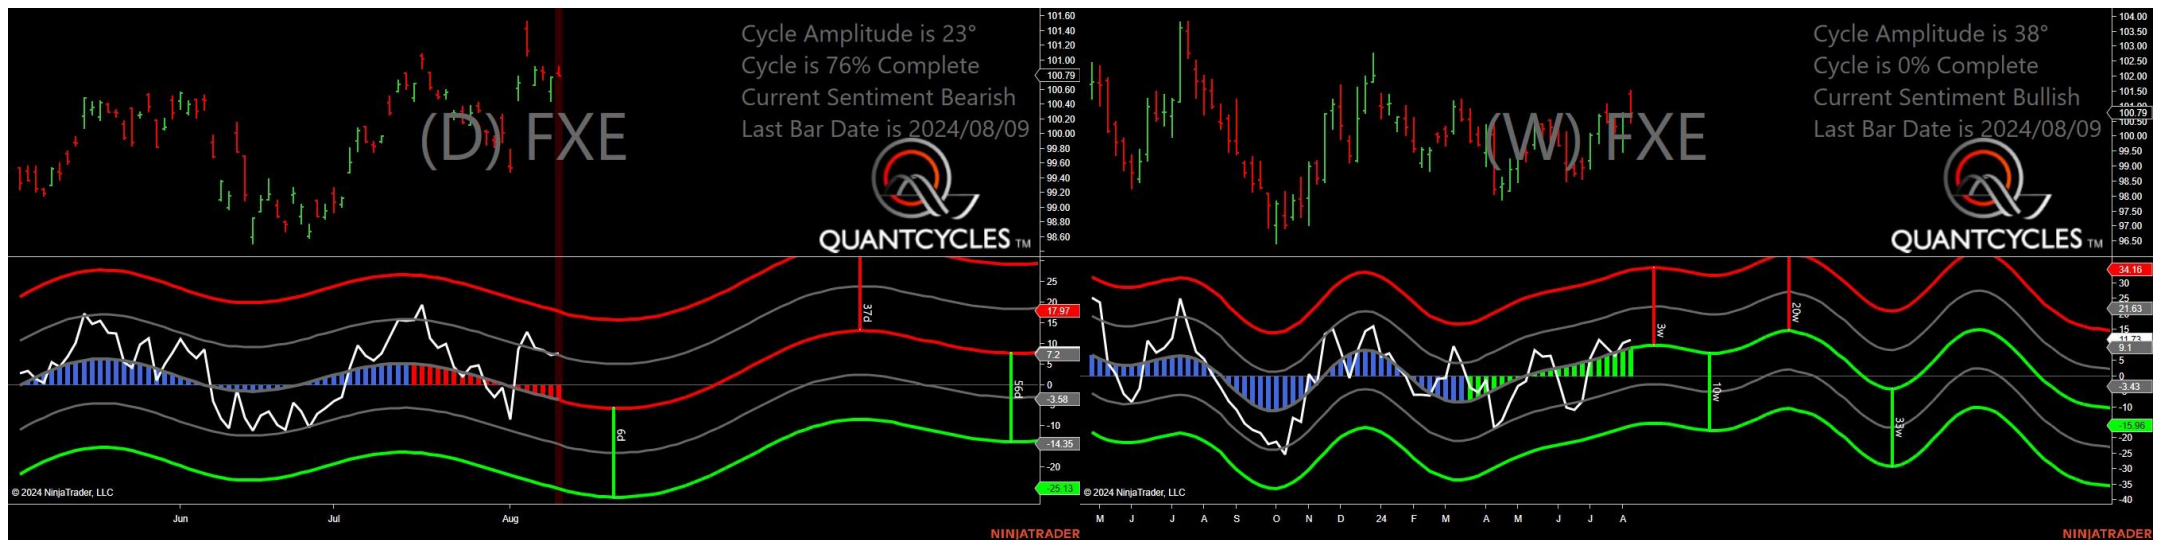 Cycle Amplitude is 23°
Cycle is 76% Complete
Current Sentiment Bearish
Last Bar Date is 2024/08/09
(D) FXE
QUANTCYCLES TM
101.60
101.40
101.20
101.00
100.79
100.60
100.40
100.20
100.00
99.80
99.60
99.40
99.20
99.00
98.80
98.60
25
20
17.97
15
10
7.2
5
0
-3.58
-5
-10
-14.35
-20
-25.13
37d
6d
56d
© 2024 NinjaTrader, LLC
Jun Jul Aug
NINJATRADER
Cycle Amplitude is 38°
Cycle is 0% Complete
Current Sentiment Bullish
Last Bar Date is 2024/08/09
(W) FXE
QUANTCYCLES TM
104.00
103.50
103.00
102.50
102.00
101.50
101.00
100.79
100.50
100.00
99.50
99.00
98.50
98.00
97.50
97.00
96.50
34.16
30
25
21.63
20
15
11.73
9.1
5
0
-3.43
-10
-15.96
-20
-25
-30
-35
-40
3w
20w
10w
33w
© 2024 NinjaTrader, LLC
M J J A S O N D 24 F M A M J J A
NINJATRADER